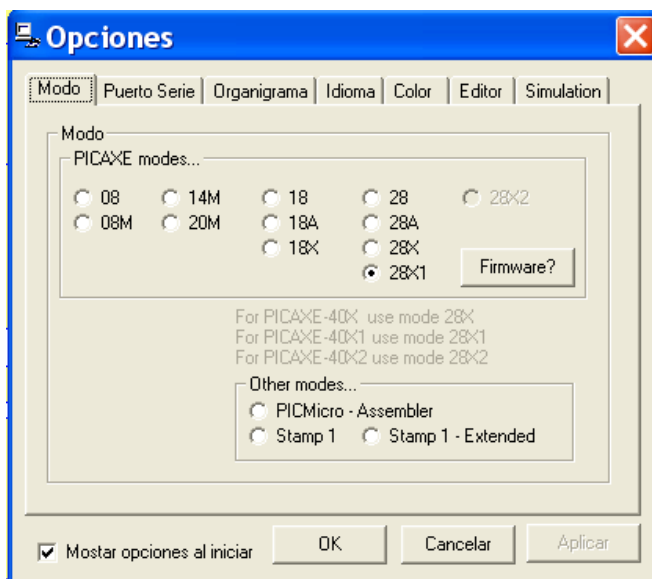 Opciones
Modo Puerto Serie Organigrama Idioma Color Editor Simulation
Modo
PICAXE modes...
08 14M 18 28 28X2
08M 20M 18A 28A
18X 28X
28X1 Firmware?
For PICAXE-40X use mode 28X
For PICAXE-40X1 use mode 28X1
For PICAXE-40X2 use mode 28X2
Other modes...
PICMicro - Assembler
Stamp 1 Stamp 1 - Extended
Mostar opciones al iniciar OK Cancelar Aplicar